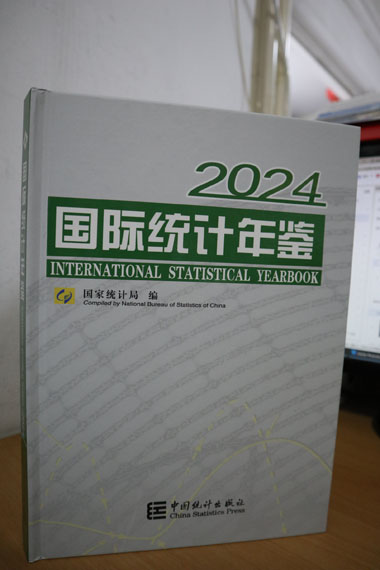 2024
国际统计年鉴
INTERNATIONAL STATISTICAL YEARBOOK
国家统计局 编
Compiled by National Bureau of Statistics of China
中国统计出版社
China Statistics Press